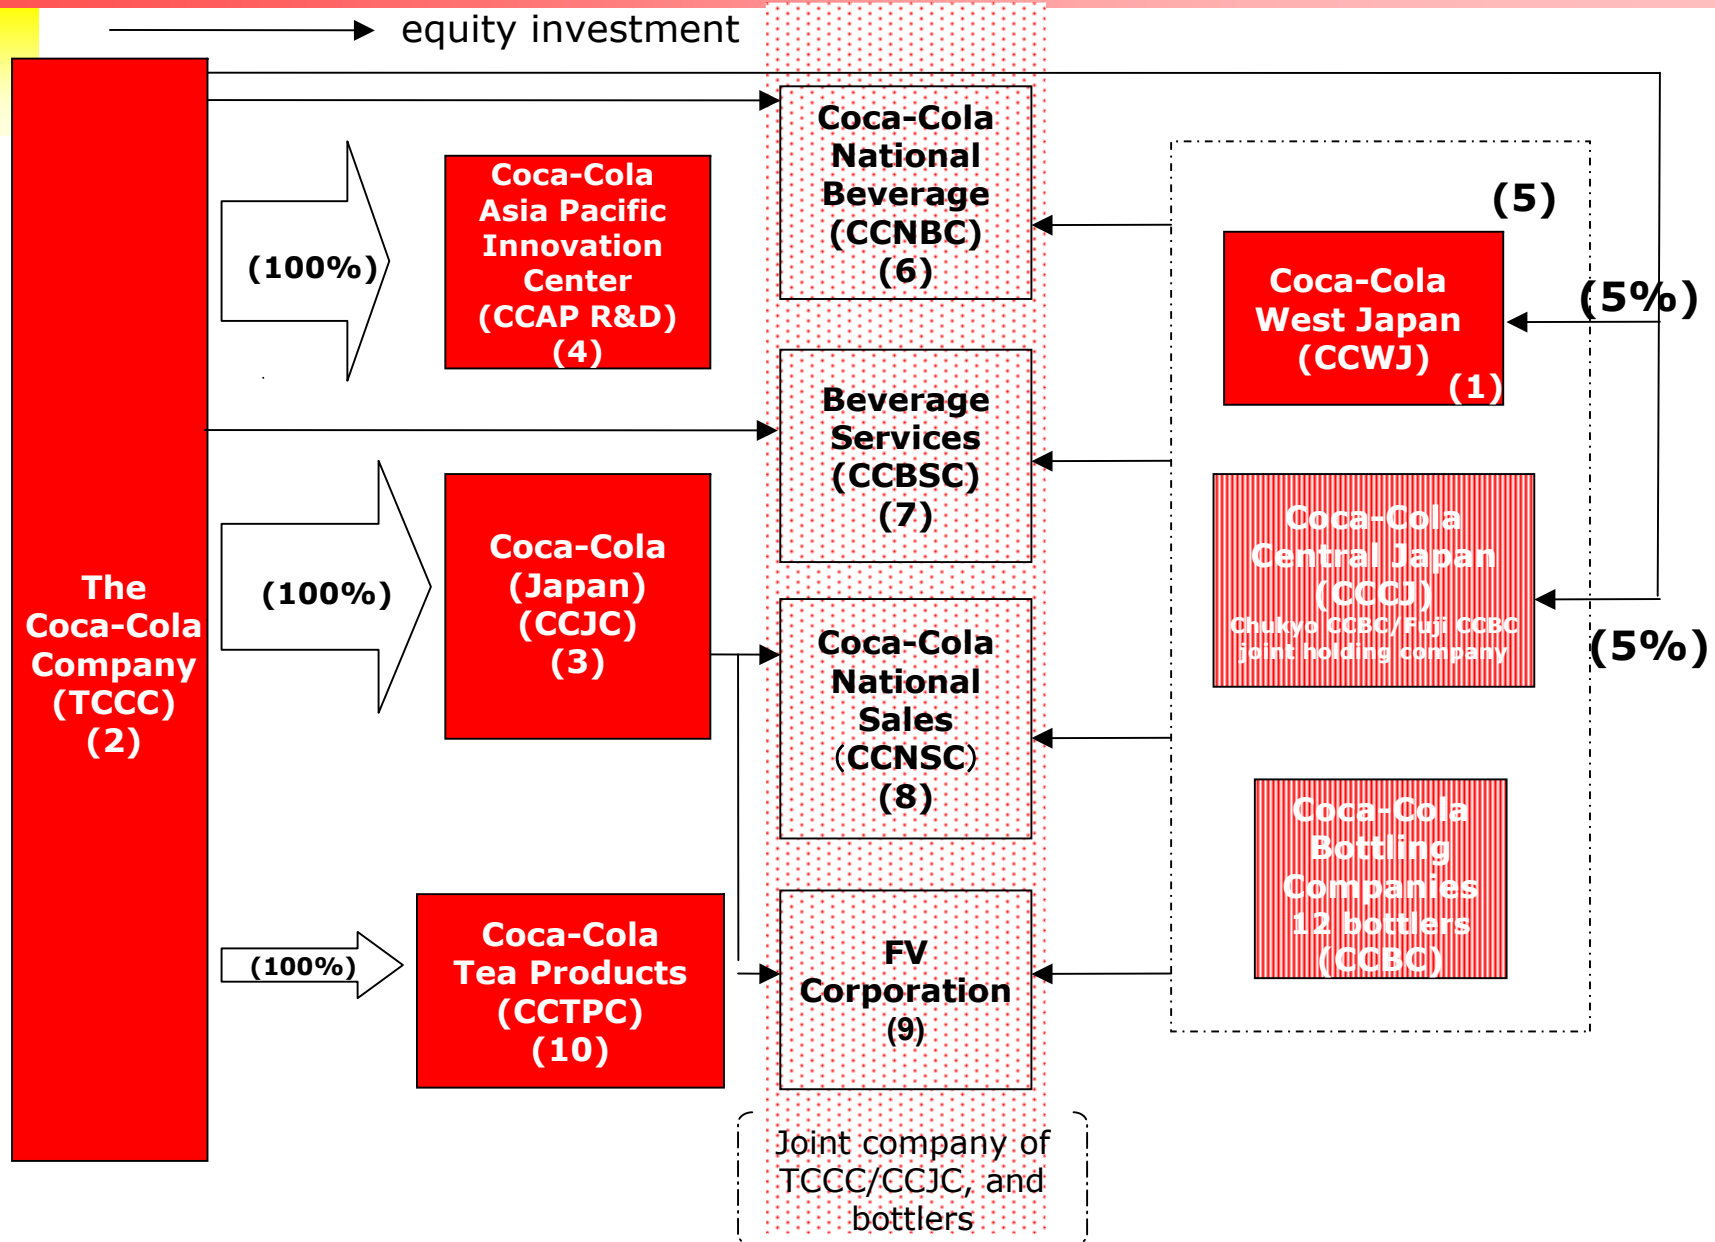 equity investment
The
Coca-Cola
Company
(TCCC)
(2)
(100%)
Coca-Cola
Asia Pacific
Innovation
Center
(CCAP R&D)
(4)
(100%)
Coca-Cola
(Japan)
(CCJC)
(3)
(100%)
Coca-Cola
Tea Products
(CCTPC)
(10)
Coca-Cola
National
Beverage
(CCNBC)
(6)
Beverage
Services
(CCBSC)
(7)
Coca-Cola
National
Sales
(CCNSC)
(8)
FV
Corporation
(9)
Joint company of
TCCC/CCJC, and
bottlers
(5)
Coca-Cola
West Japan
(CCWJ)
(1)
(5%)
Coca-Cola
Central Japan
(CCCJ)
Chukyo CCBC/Fuji CCBC
joint holding company
(5%)
Coca-Cola
Bottling
Companies
12 bottlers
(CCBC)